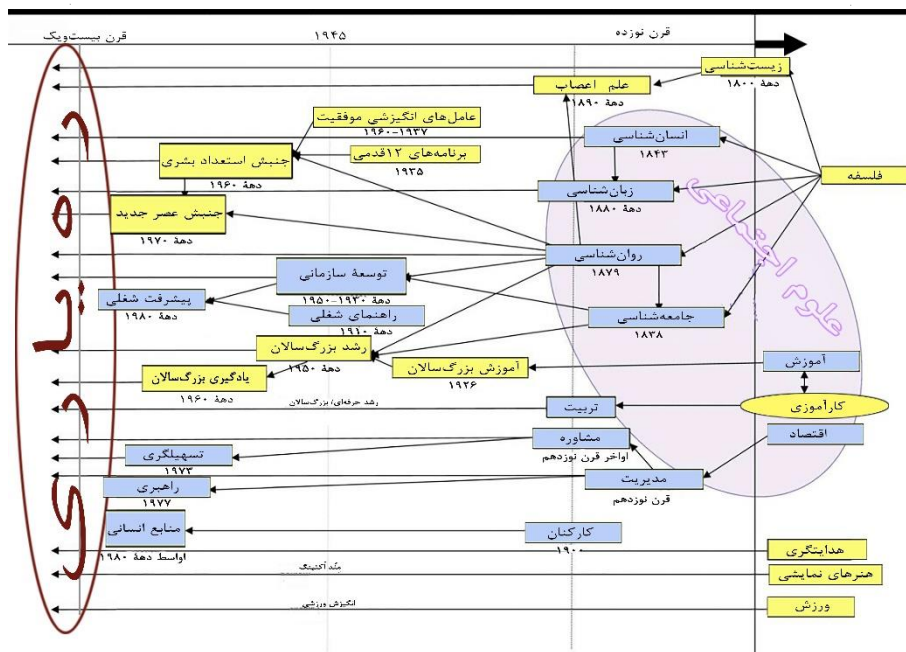 قرن نوزده
۱۹۴۵
قرن بیست‌ویک
زیست‌شناسی
دههٔ ۱۸۰۰
علم اعصاب
دههٔ ۱۸۹۰
عامل‌های انگیزشی موفقیت
۱۹۶۰-۱۹۳۷
انسان‌شناسی
۱۸۴۳
برنامه‌های ۱۲قدمی
۱۹۳۵
جنبش استعداد بشری
دههٔ ۱۹۶۰
فلسفه
زبان‌شناسی
دههٔ ۱۸۸۰
جنبش عصر جدید
دههٔ ۱۹۷۰
علوم اجتماعی
رهیاری
روان‌شناسی
۱۸۷۹
توسعهٔ سازمانی
۱۹۵۰-۱۹۳۰
پیشرفت شغلی
دههٔ ۱۹۸۰
راهنمای شغلی
دههٔ ۱۹۱۰
جامعه‌شناسی
۱۸۳۸
رشد بزرگ‌سالان
دههٔ ۱۹۵۰
آموزش
آموزش بزرگ‌سالان
۱۹۲۶
یادگیری بزرگ‌سالان
دههٔ ۱۹۶۰
کارآموزی
تربیت
رشد حرفه‌ای/ بزرگ‌سالان
اقتصاد
مشاوره
اواخر قرن نوزدهم
تسهیلگری
۱۹۷۳
مدیریت
قرن نوزدهم
راهبری
۱۹۷۷
کارکنان
۱۹۰۰
منابع انسانی
اواسط دههٔ ۱۹۸۰
هدایتگری
هنرهای نمایشی
متد آکتینگ
ورزش
انگیزش ورزشی